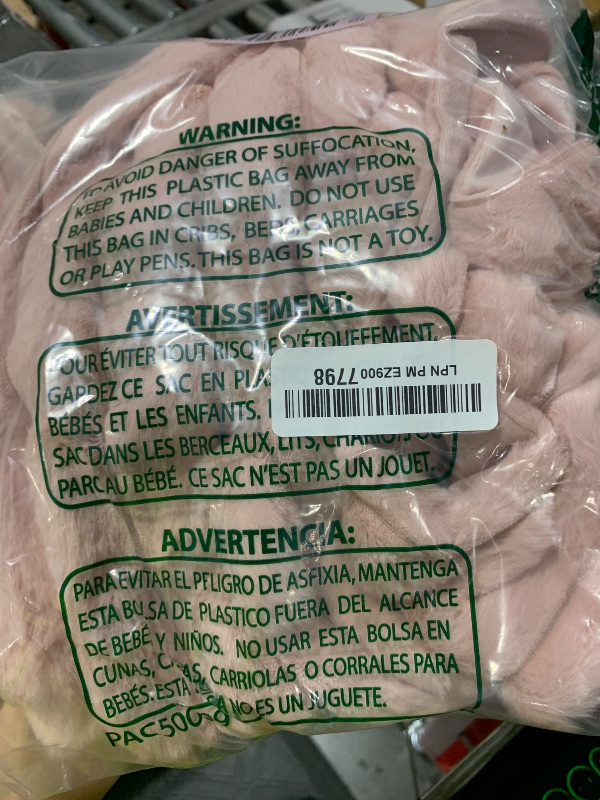 WARNING:
TO AVOID DANGER OF SUFFOCATION,
KEEP THIS PLASTIC BAG AWAY FROM
BABIES AND CHILDREN. DO NOT USE
THIS BAG IN CRIBS, BEDS, CARRIAGES
OR PLAY PENS. THIS BAG IS NOT A TOY.
AVERTISSEMENT:
POUR ÉVITER TOUT RISQUE D'ÉTOUFFEMENT,
GARDEZ CE SAC EN
BÉBÉS ET LES ENFANTS.
SAC DANS LES BERCEAUX, LITS, CHARIOTS OU
PARC AU BÉBÉ. CE SAC N'EST PAS UN JOUET.
LPN PM EZ900 7798
ADVERTENCIA:
PARA EVITAR EL PELIGRO DE ASFIXIA, MANTENGA
ESTA BOLSA DE PLASTICO FUERA DEL ALCANCE
DE BEBÉ Y NIÑOS. NO USAR ESTA BOLSA EN
CUNAS, CARRIOLAS O CORRALES PARA
BEBÉS. ESTA NO ES UN JUGUETE.